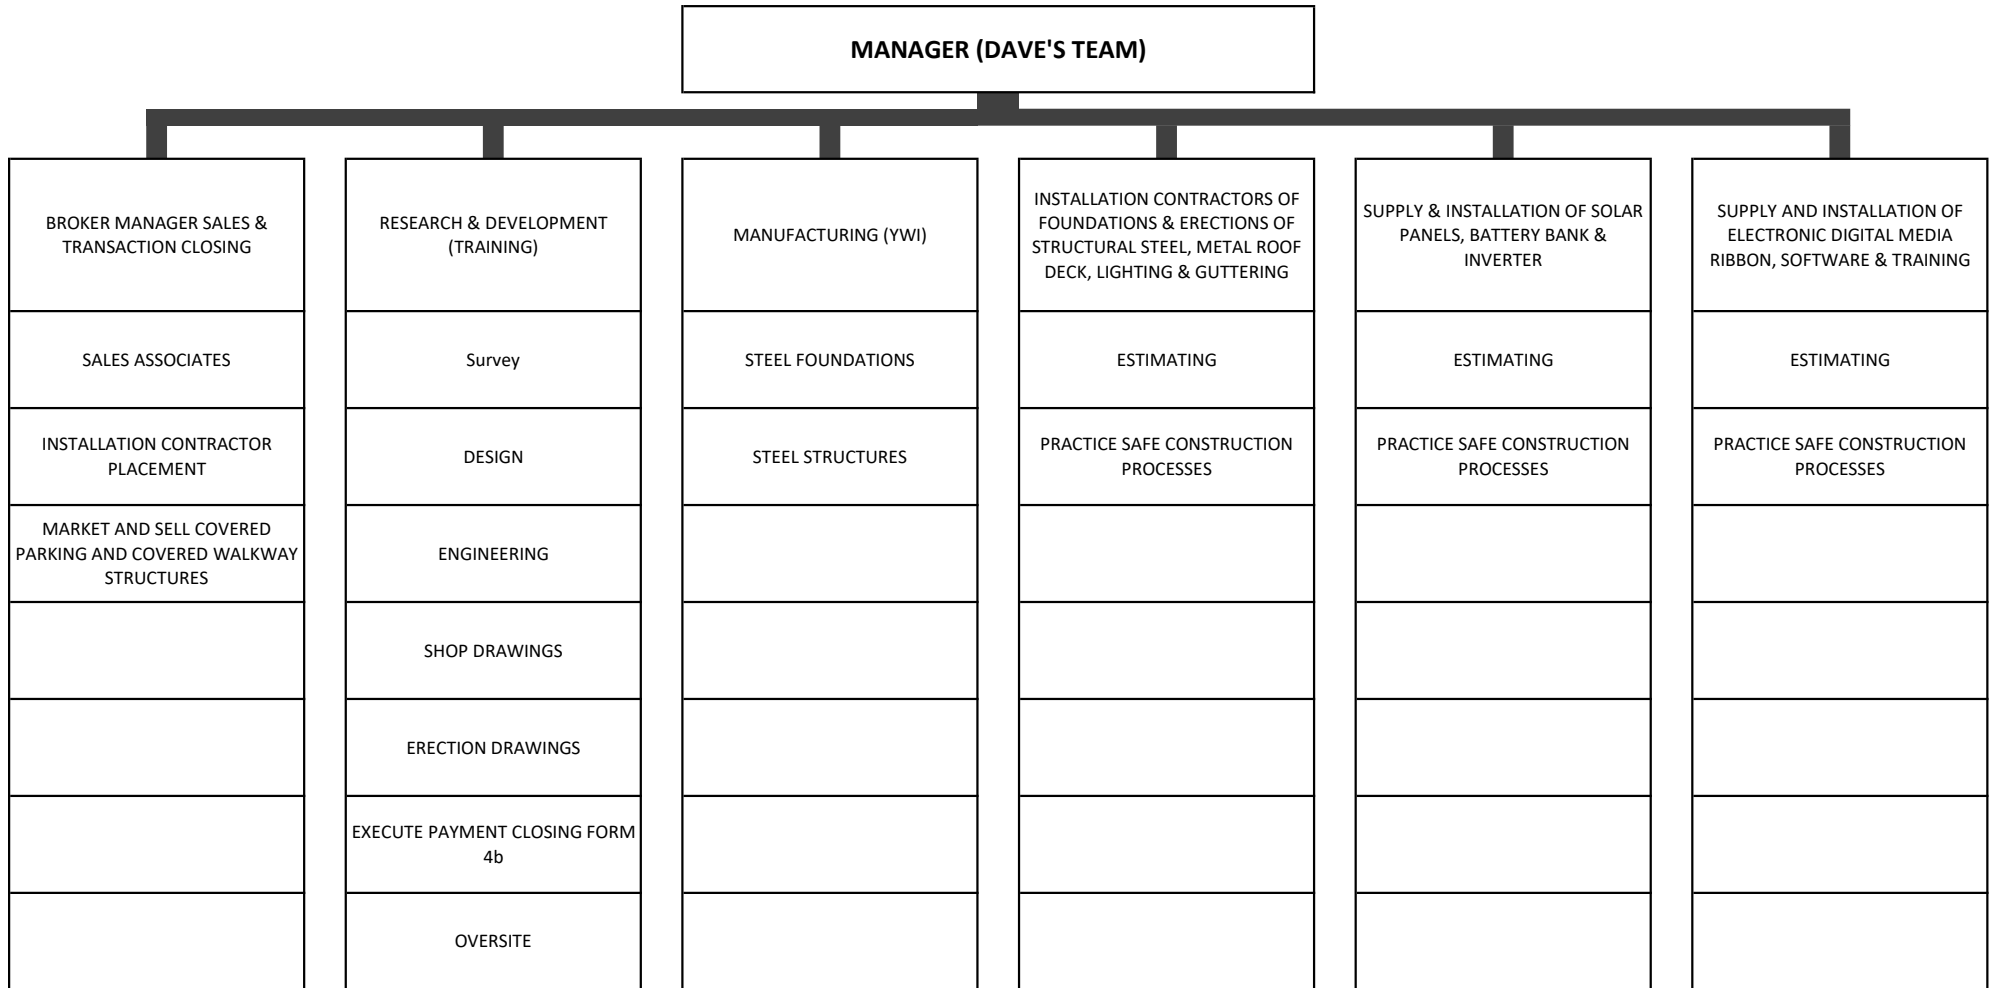 MANAGER (DAVE'S TEAM)
BROKER MANAGER SALES &
TRANSACTION CLOSING
SALES ASSOCIATES
INSTALLATION CONTRACTOR
PLACEMENT
MARKET AND SELL COVERED
PARKING AND COVERED WALKWAY
STRUCTURES
RESEARCH & DEVELOPMENT
(TRAINING)
Survey
DESIGN
ENGINEERING
SHOP DRAWINGS
ERECTION DRAWINGS
EXECUTE PAYMENT CLOSING FORM
4b
OVERSITE
MANUFACTURING (YWI)
STEEL FOUNDATIONS
STEEL STRUCTURES
INSTALLATION CONTRACTORS OF
FOUNDATIONS & ERECTIONS OF
STRUCTURAL STEEL, METAL ROOF
DECK, LIGHTING & GUTTERING
ESTIMATING
PRACTICE SAFE CONSTRUCTION
PROCESSES
SUPPLY & INSTALLATION OF SOLAR
PANELS, BATTERY BANK &
INVERTER
ESTIMATING
PRACTICE SAFE CONSTRUCTION
PROCESSES
SUPPLY AND INSTALLATION OF
ELECTRONIC DIGITAL MEDIA
RIBBON, SOFTWARE & TRAINING
ESTIMATING
PRACTICE SAFE CONSTRUCTION
PROCESSES